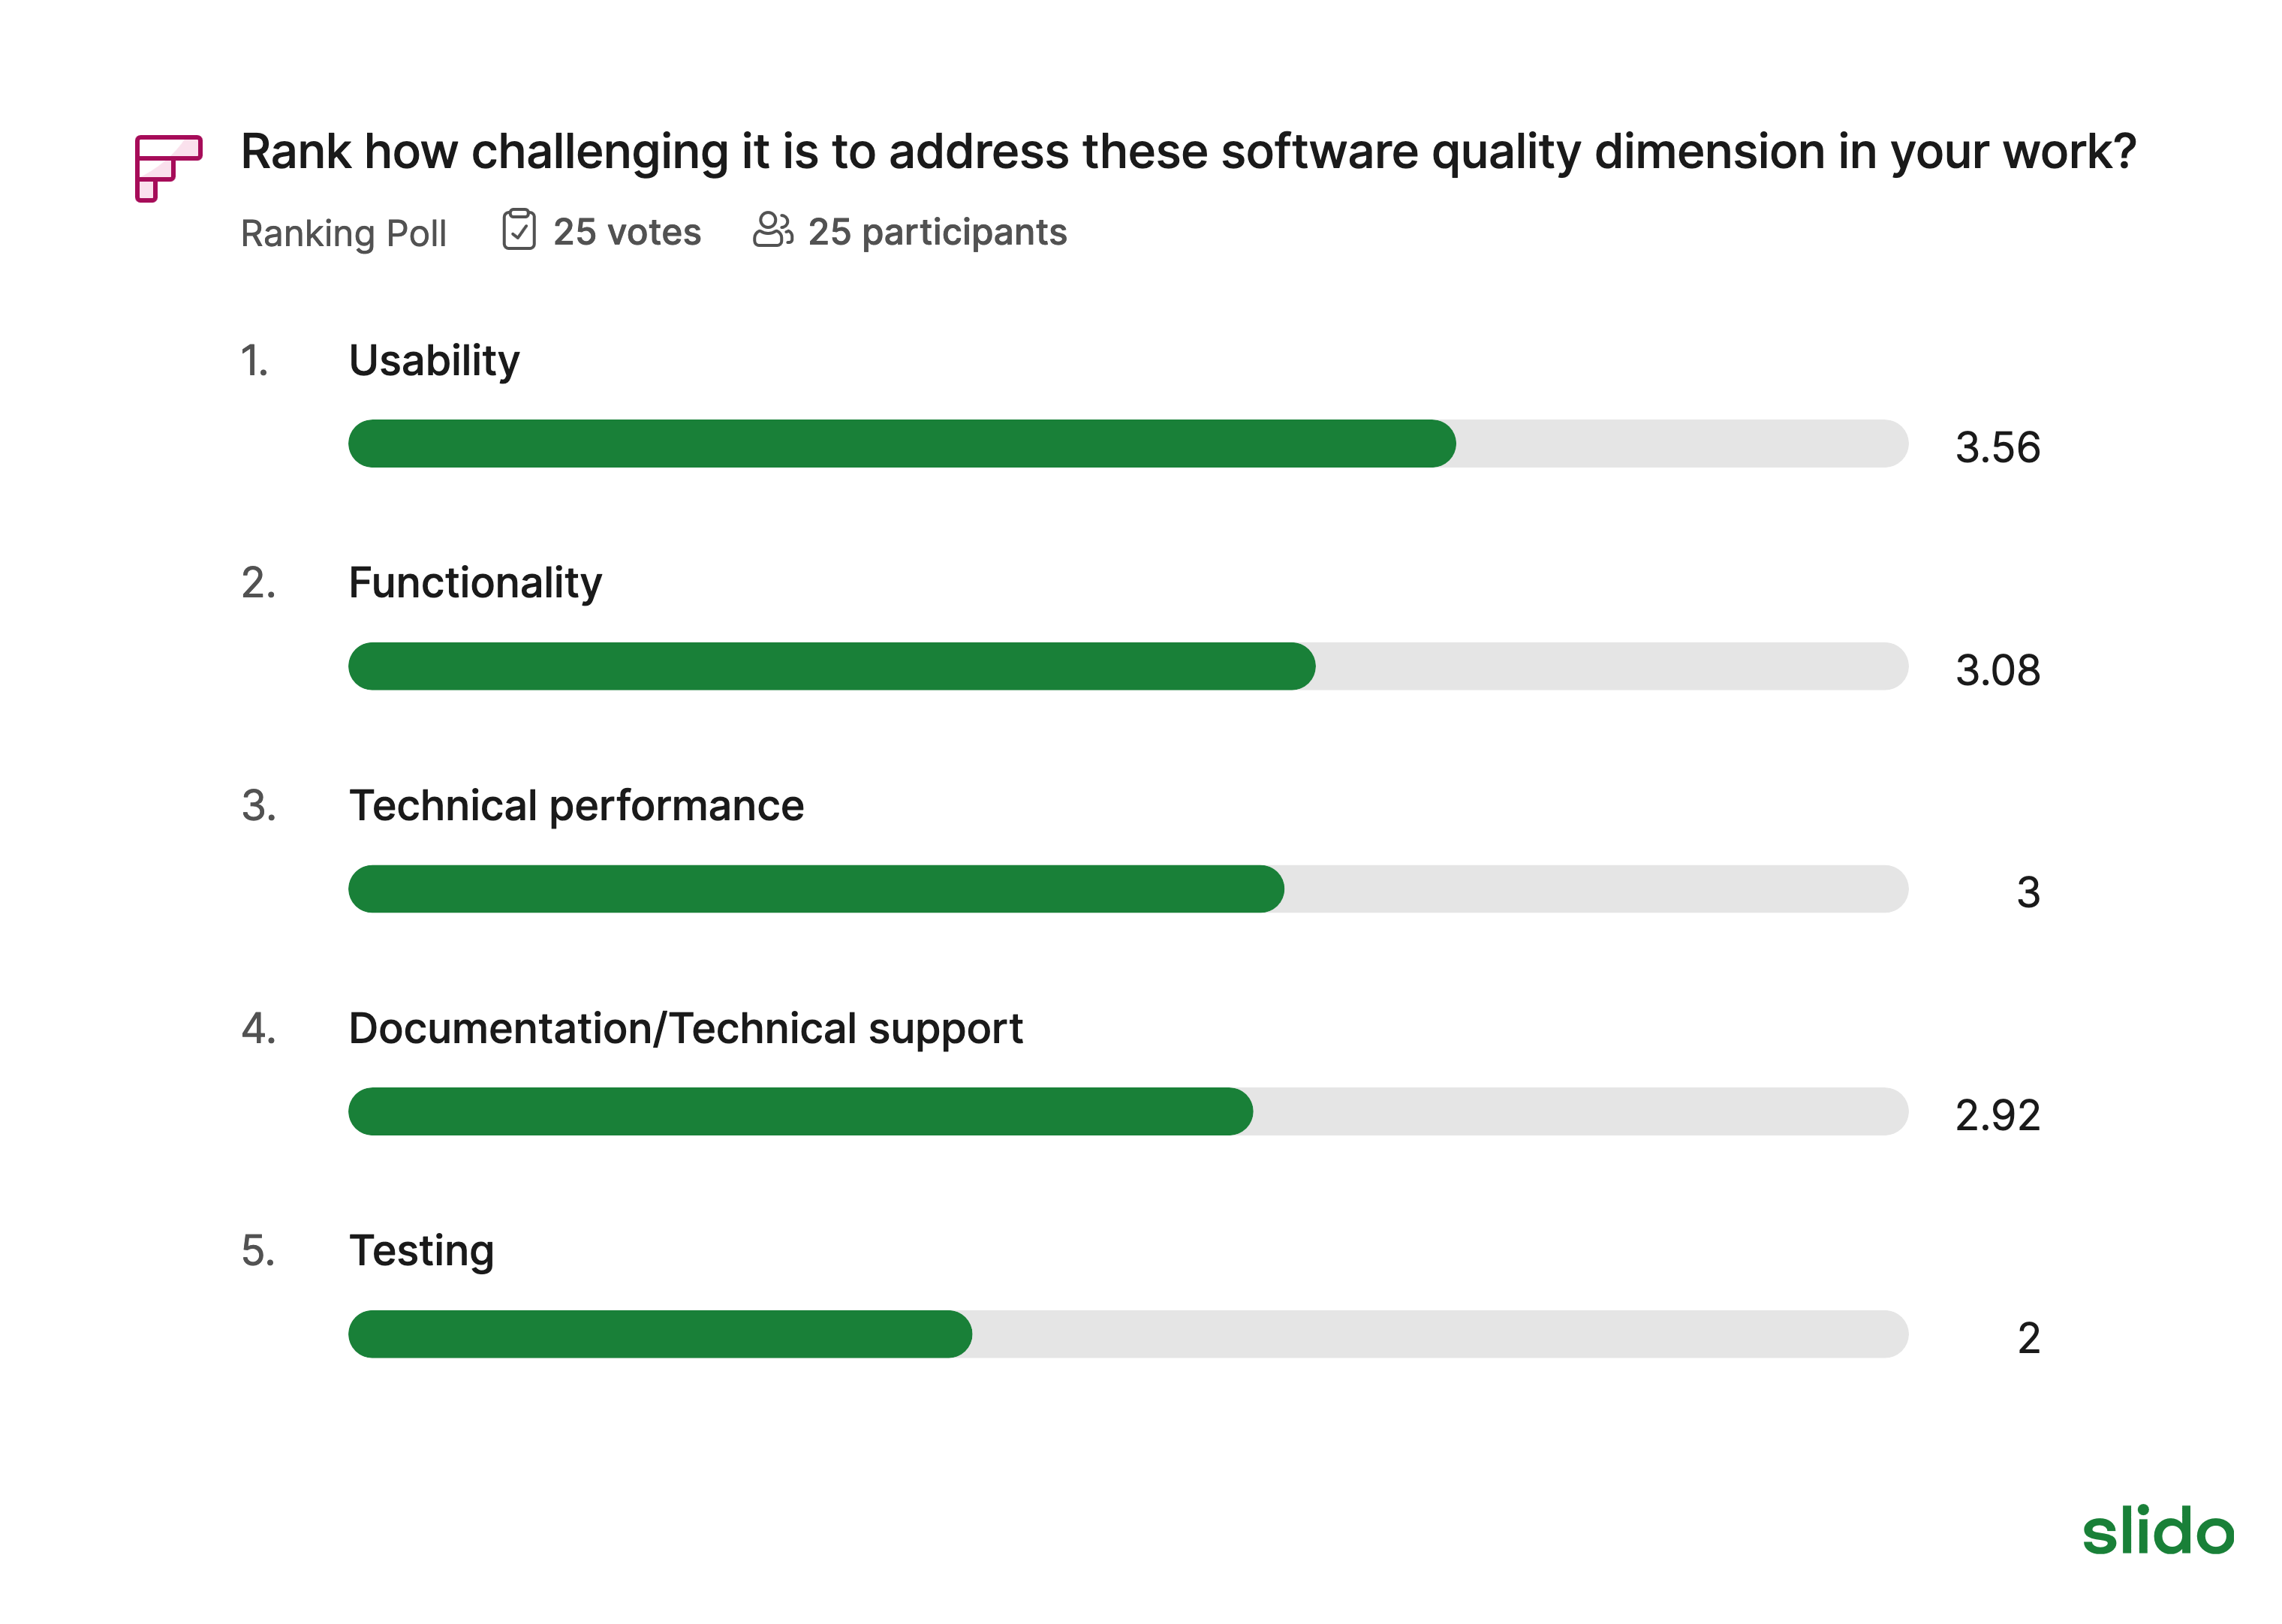 Rank how challenging it is to address these software quality dimension in your work?
Ranking Poll 25 votes 25 participants
1. Usability
3.56
2. Functionality
3.08
3. Technical performance
3
4. Documentation/Technical support
2.92
5. Testing
2
slido